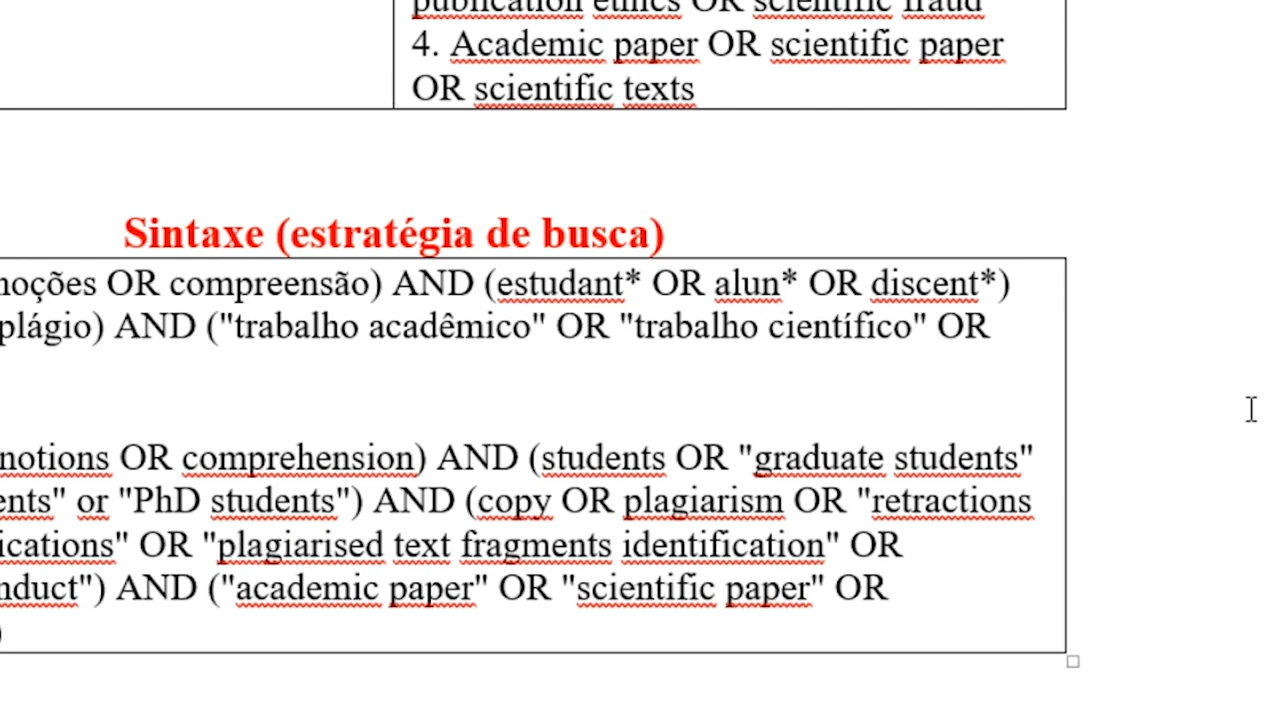 publication ethics OR scientific fraud
4. Academic paper OR scientific paper
OR scientific texts
Sintaxe (estratégia de busca)
noções OR compreensão) AND (estudant* OR alun* OR discent*)
plágio) AND ("trabalho acadêmico" OR "trabalho científico" OR
notions OR comprehension) AND (students OR "graduate students"
ents" or "PhD students") AND (copy OR plagiarism OR "retractions
ications" OR "plagiarised text fragments identification" OR
nduct") AND ("academic paper" OR "scientific paper" OR
)